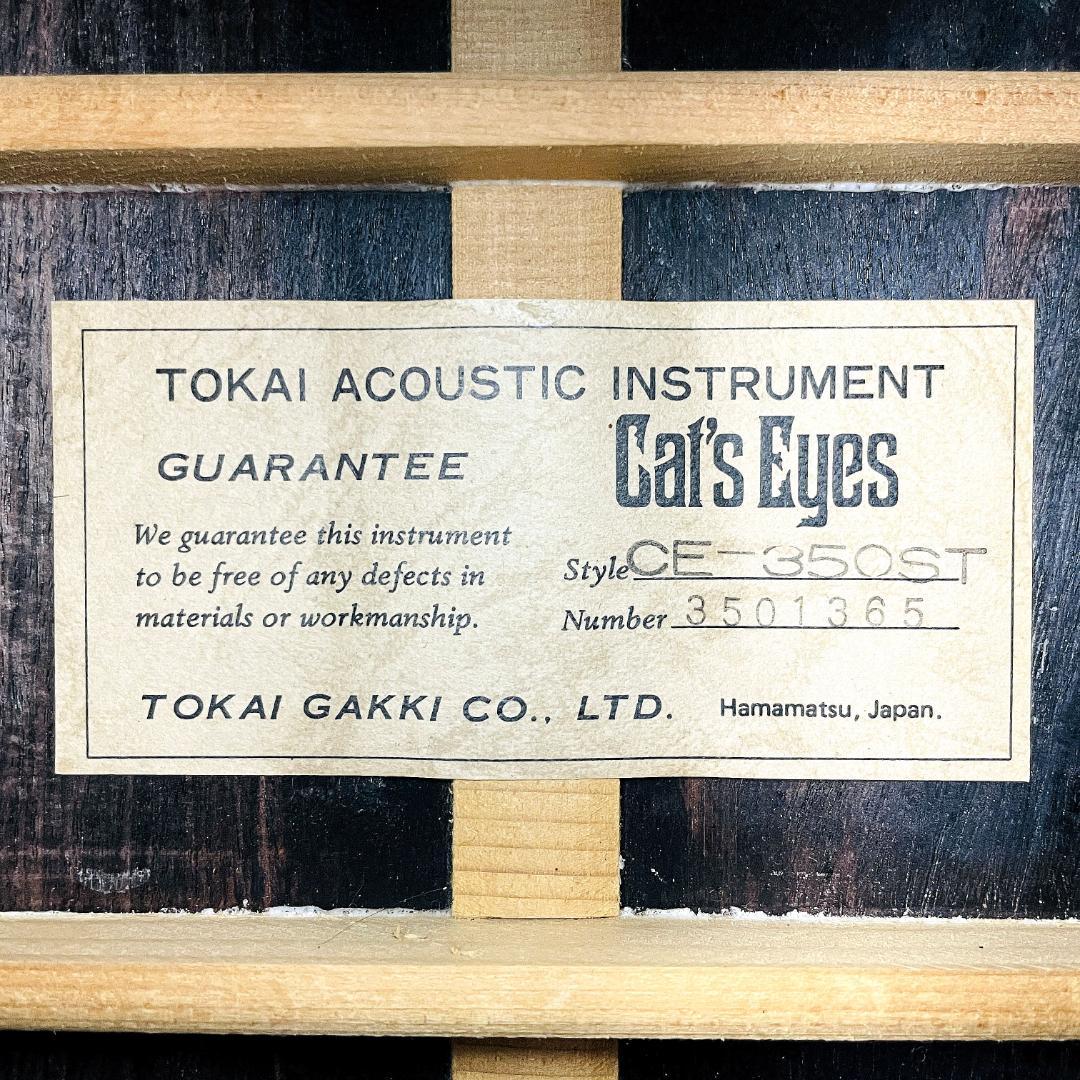 TOKAI ACOUSTIC INSTRUMENT
Cat's Eyes
GUARANTEE
We guarantee this instrument
to be free of any defects in
materials or workmanship.
Style CE-350ST
Number 3501365
TOKAI GAKKI CO., LTD. Hamamatsu, Japan.